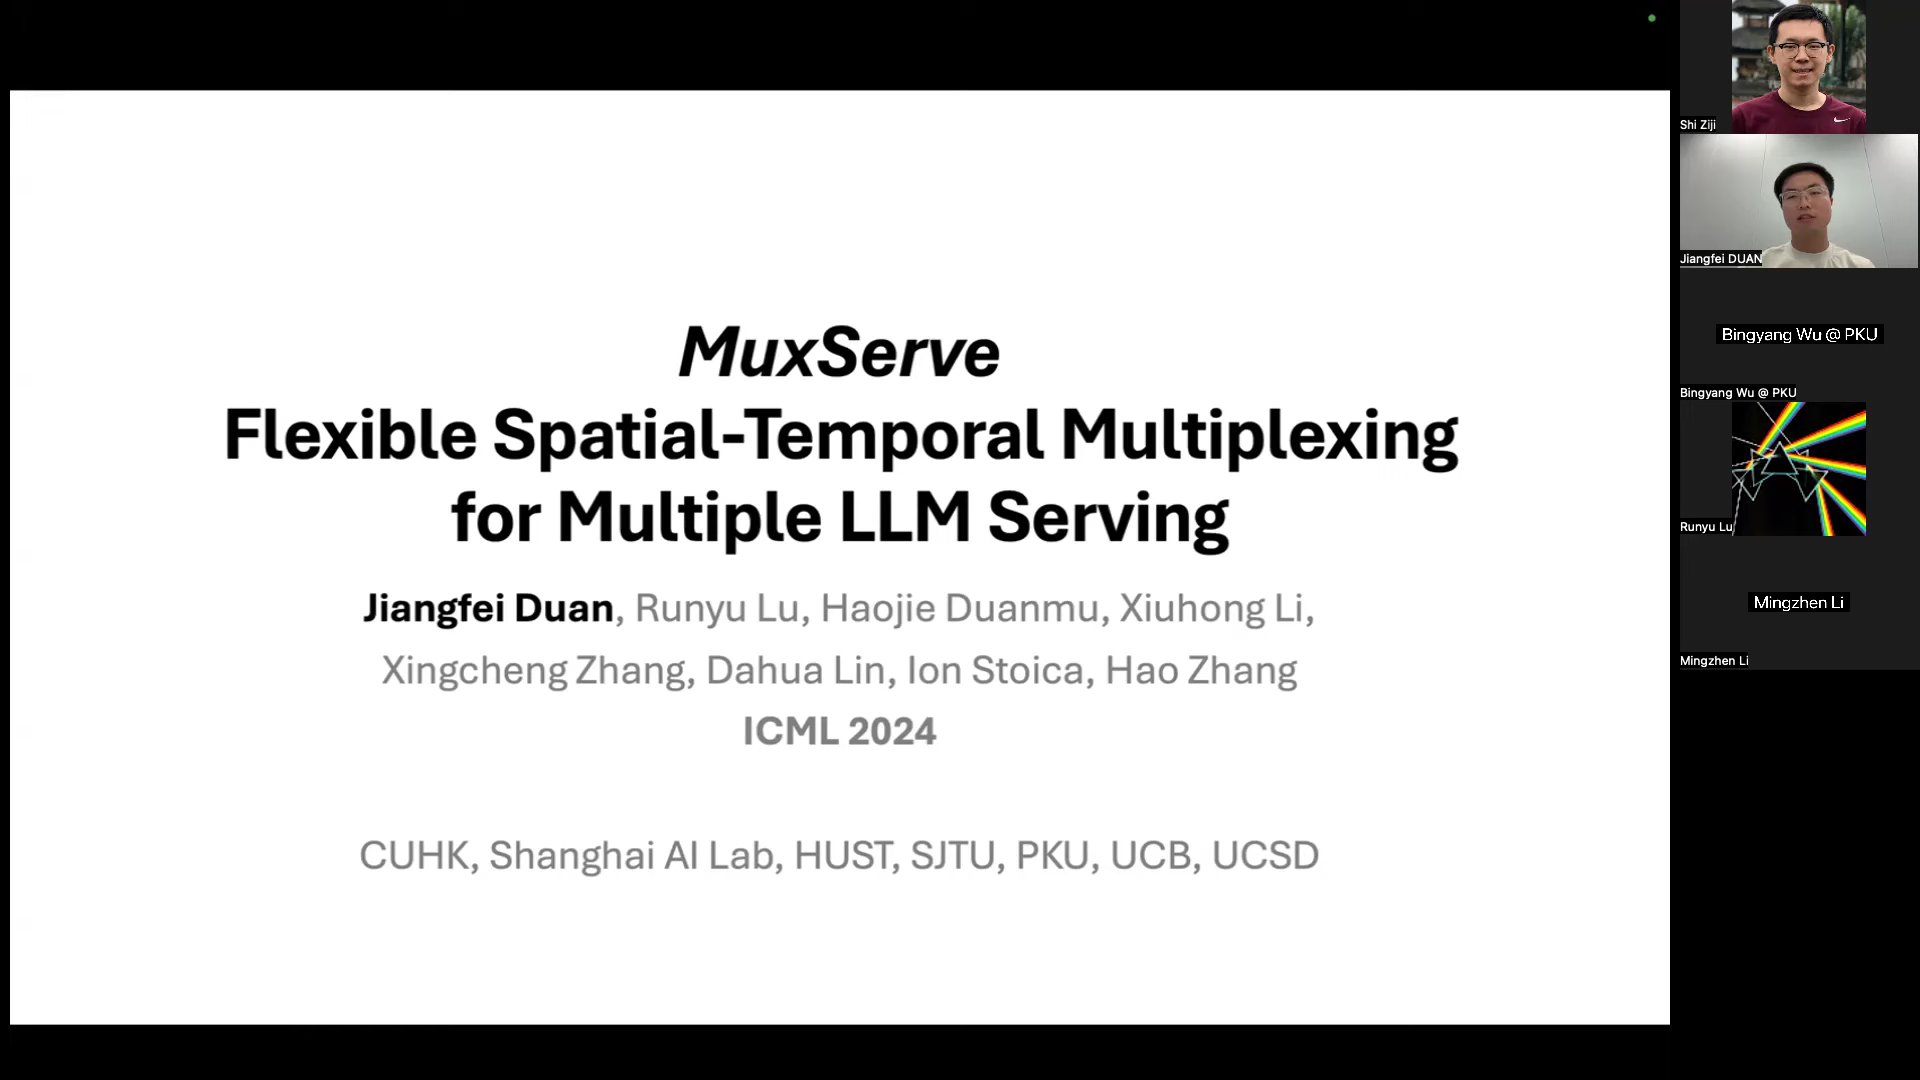 MuxServe
Flexible Spatial-Temporal Multiplexing
for Multiple LLM Serving
Jiangfei Duan, Runyu Lu, Haojie Duanmu, Xiuhong Li,
Xingcheng Zhang, Dahua Lin, Ion Stoica, Hao Zhang
ICML 2024
CUHK, Shanghai AI Lab, HUST, SJTU, PKU, UCB, UCSD
Shi Ziji
Jiangfei DUAN
Bingyang Wu @ PKU
Bingyang Wu @ PKU
Runyu Lu
Mingzhen Li
Mingzhen Li